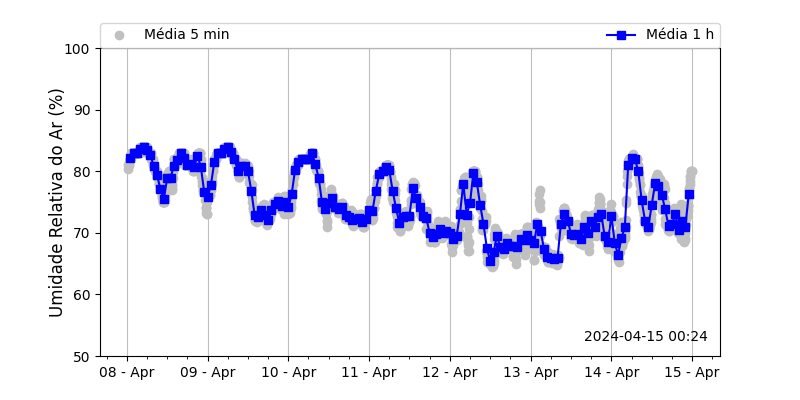 Média 5 min
Média 1 h
Umidade Relativa do Ar (%)
100
90
80
70
60
50
2024-04-15 00:24
08 - Apr
09 - Apr
10 - Apr
11 - Apr
12 - Apr
13 - Apr
14 - Apr
15 - Apr